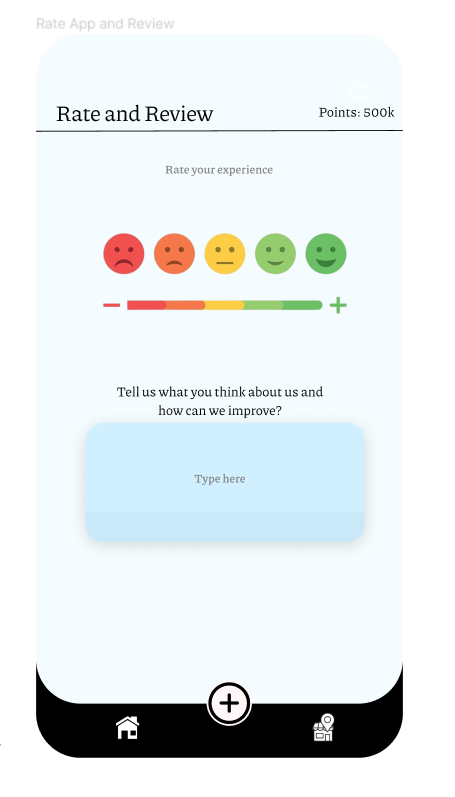 Rate App and Review
Rate and Review
Points: 500k
Rate your experience
Tell us what you think about us and
how can we improve?
Type here